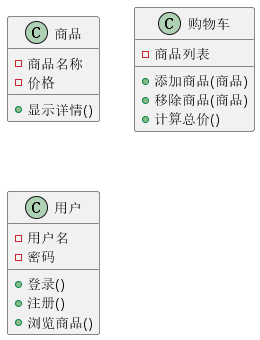 C 商品
商品名称
价格
显示详情()
C 购物车
商品列表
添加商品(商品)
移除商品(商品)
计算总价()
C 用户
用户名
密码
登录()
注册()
浏览商品()